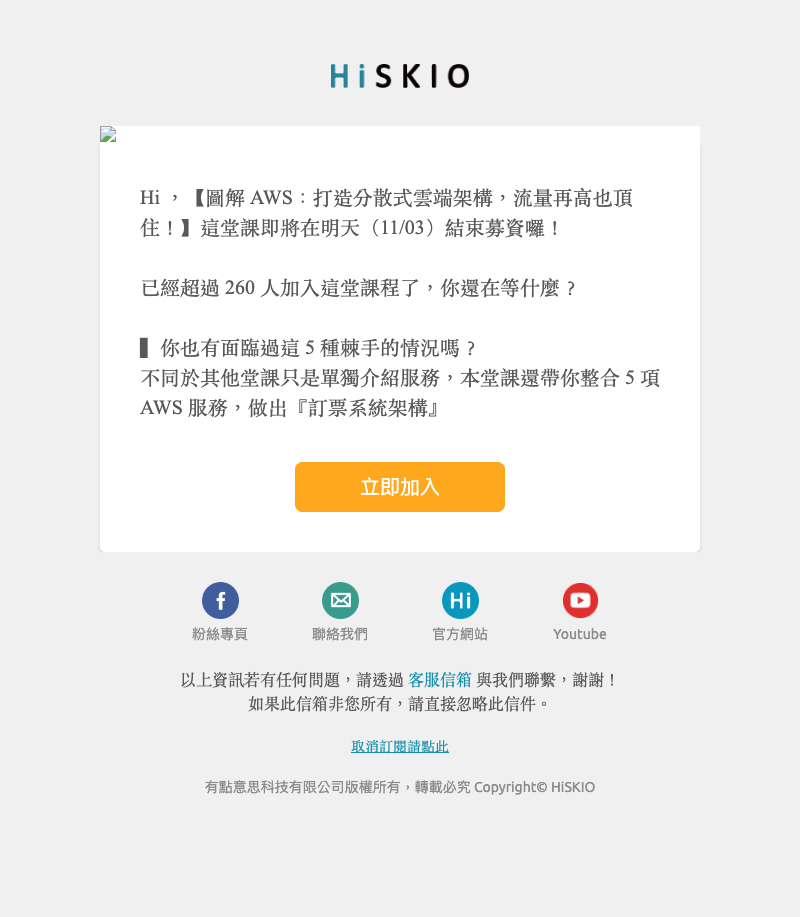 HiSKIO
Hi ，【圖解 AWS：打造分散式雲端架構，流量再高也頂
住！】這堂課即將在明天（11/03）結束募資囉！
已經超過 260 人加入這堂課程了，你還在等什麼？
▌你也有面臨過這 5 種棘手的情況嗎？
不同於其他堂課只是單獨介紹服務，本堂課還帶你整合 5 項
AWS 服務，做出『訂票系統架構』
立即加入
Hi
粉絲專頁 聯絡我們 官方網站 Youtube
以上資訊若有任何問題，請透過 客服信箱 與我們聯繫，謝謝！
如果此信箱非您所有，請直接忽略此信件。
取消訂閱請點此
有點意思科技有限公司版權所有，轉載必究 Copyright© HiSKIO